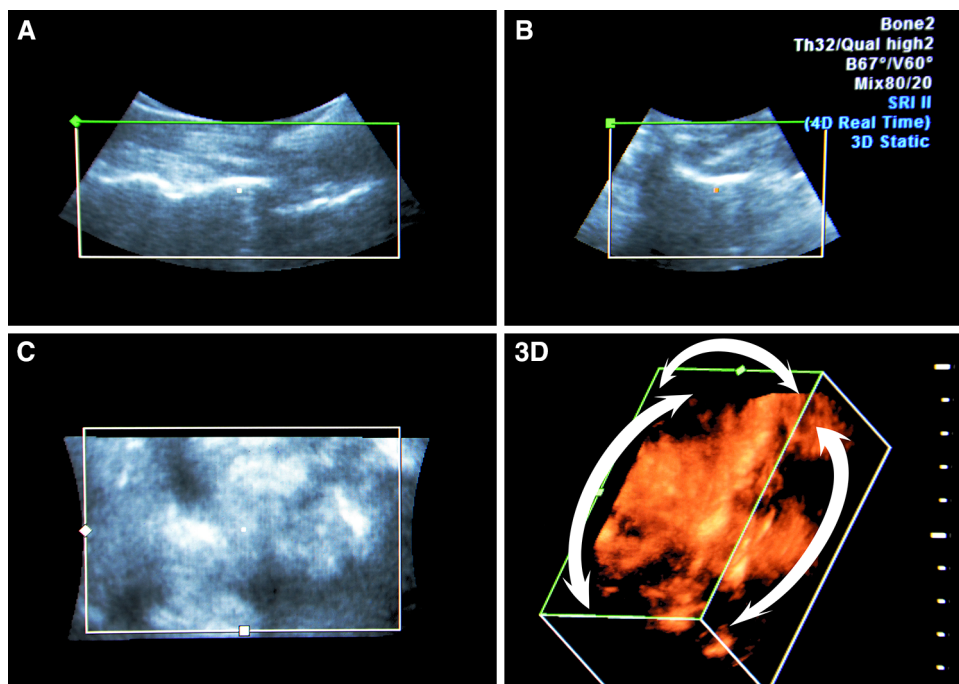 A
B
Bone2
Th32/Qual high2
B67°/V60°
Mix80/20
SRI II
(4D Real Time)
3D Static
C
3D